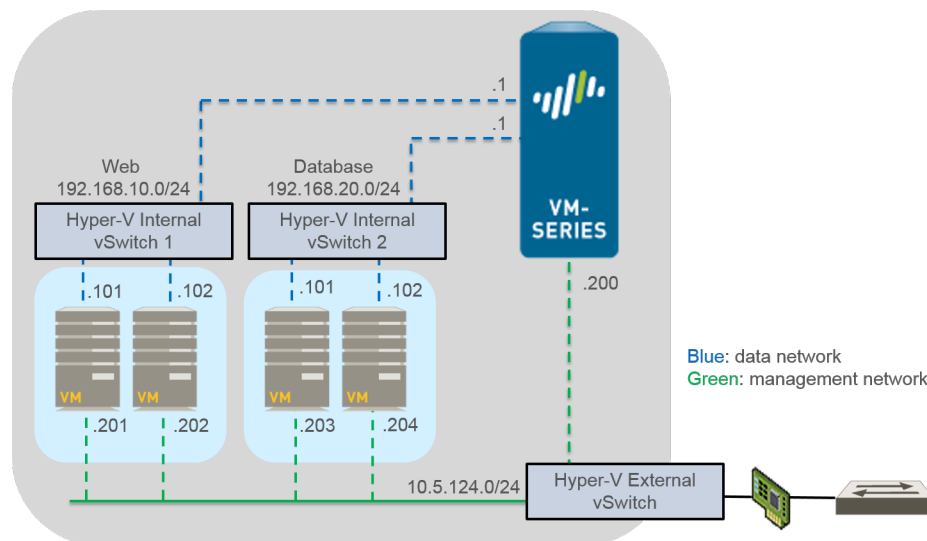 .1
.1
Web
192.168.10.0/24
Database
192.168.20.0/24
Hyper-V Internal
vSwitch 1
Hyper-V Internal
vSwitch 2
VM-
SERIES
.101
.102
.101
.102
.200
VM
VM
VM
VM
.201
.202
.203
.204
Blue: data network
Green: management network
10.5.124.0/24
Hyper-V External
vSwitch